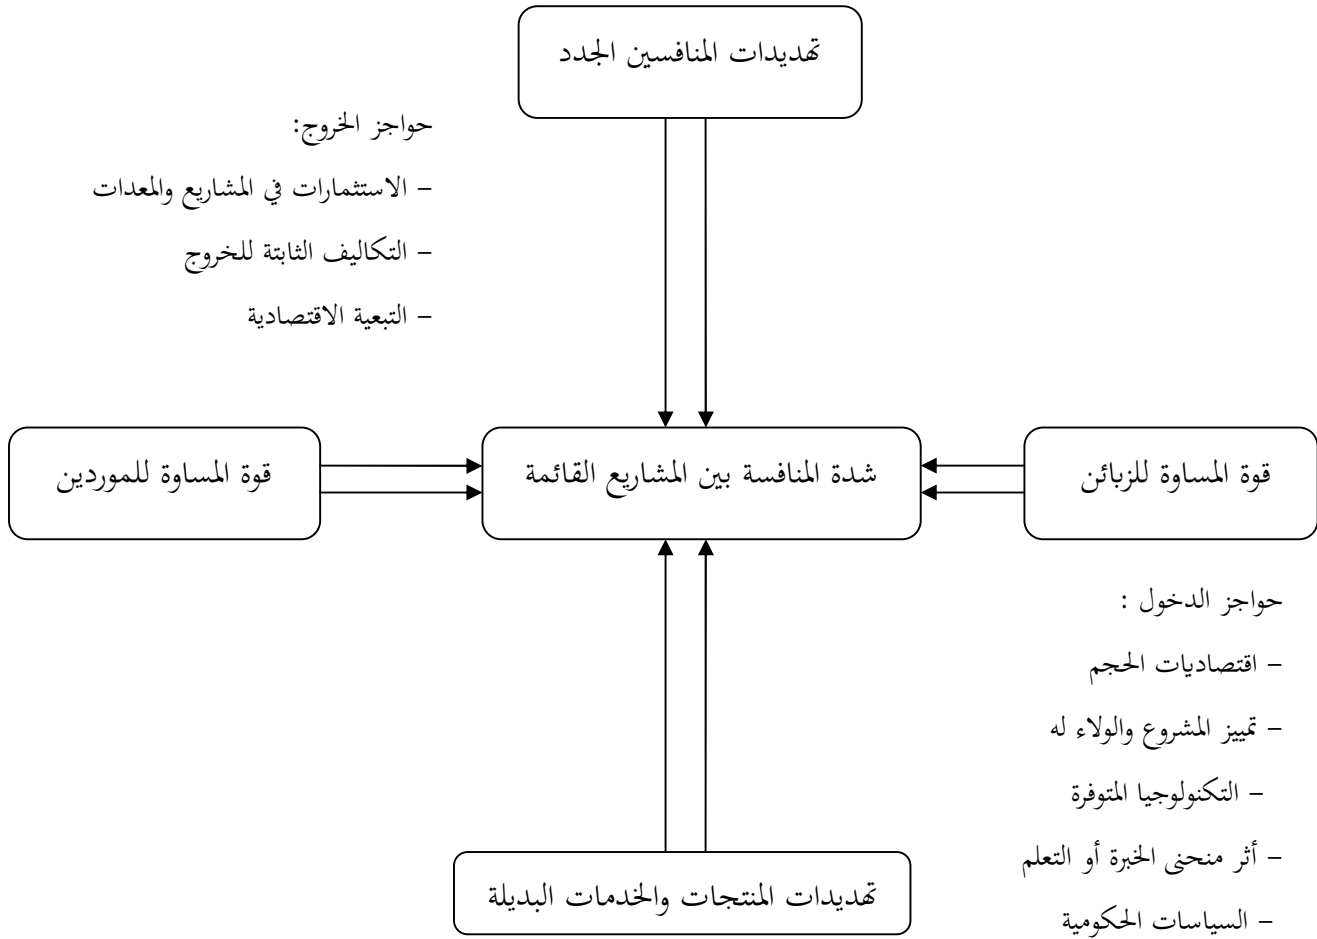 تهديدات المنافسين الجدد
حواجز الخروج:
– الاستثمارات في المشاريع والمعدات
– التكاليف الثابتة للخروج
– التبعية الاقتصادية
قوة المساوة للزبائن
شدة المنافسة بين المشاريع القائمة
قوة المساوة للموردين
حواجز الدخول :
– اقتصاديات الحجم
– تمييز المشروع والولاء له
– التكنولوجيا المتوفرة
– أثر منحنى الخبرة أو التعلم
– السياسات الحكومية
تهديدات المنتجات والخدمات البديلة